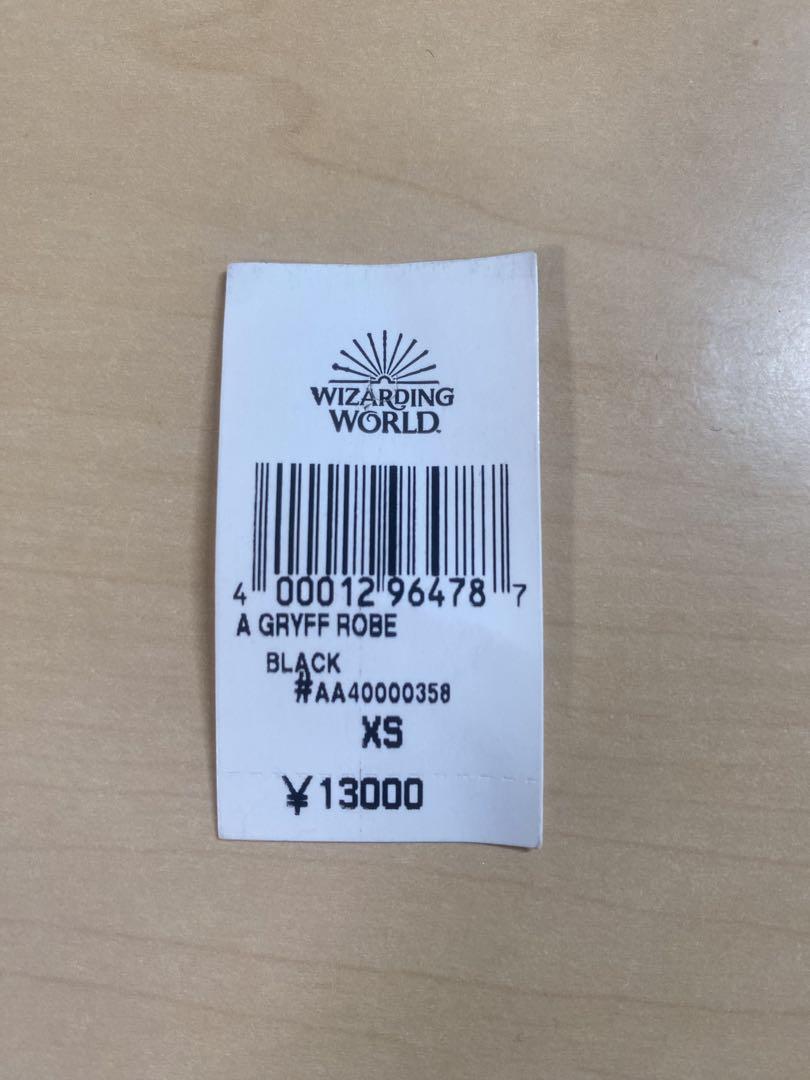 WIZARDING
WORLD
4 00012 96478 7
A GRYFF ROBE
BLACK
#AA40000358
XS
¥13000